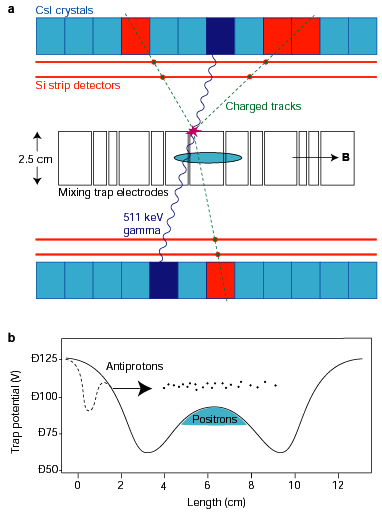 a
CsI crystals
Si strip detectors
Charged tracks
2.5 cm
B
Mixing trap electrodes
511 keV
gamma
b
Trap potential (V)
Ð125
Ð100
Ð75
Ð50
Antiprotons
Positrons
0 2 4 6 8 10 12
Length (cm)